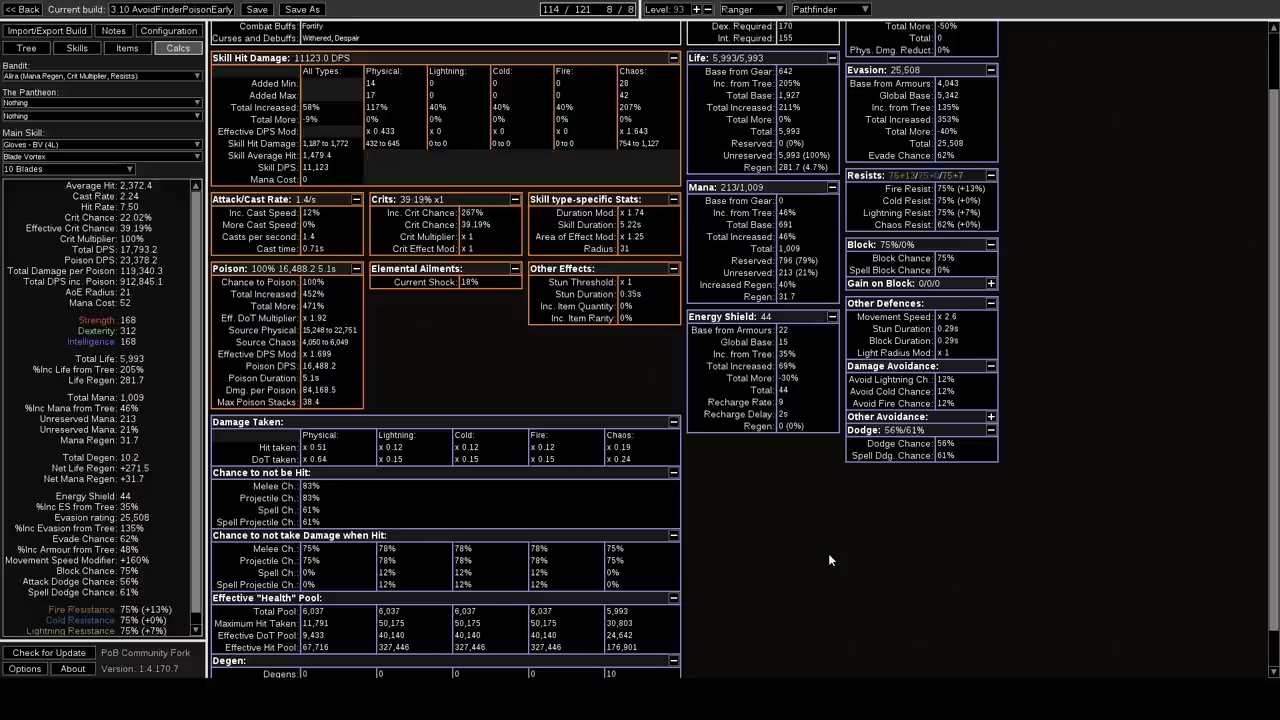 << Back Current build: 3.10 AvoidFinderPoisonEarly Save Save As 114 / 121 8 / 8 Level: 93 + - Ranger Pathfinder
Import/Export Build Notes Configuration
Tree Skills Items Calcs
Bandit:
Alira (Mana Regen, Crit Multiplier, Resists)
The Pantheon:
Nothing
Nothing
Main Skill:
Gloves - BV (4L)
Blade Vortex
10 Blades
Average Hit: 2,372.4
Cast Rate: 2.24
Hit Rate: 7.50
Crit Chance: 22.02%
Effective Crit Chance: 39.19%
Crit Multiplier: 100%
Total DPS: 17,793.2
Poison DPS: 23,378.2
Total Damage per Poison: 119,340.3
Total DPS inc. Poison: 912,845.1
AoE Radius: 21
Mana Cost: 52
Strength: 168
Dexterity: 312
Intelligence: 168
Total Life: 5,993
%Inc Life from Tree: 205%
Life Regen: 281.7
Total Mana: 1,009
%Inc Mana from Tree: 46%
Unreserved Mana: 213
Unreserved Mana: 21%
Mana Regen: 31.7
Total Degen: 10.2
Net Life Regen: +271.5
Net Mana Regen: +31.7
Energy Shield: 44
%Inc ES from Tree: 35%
Evasion rating: 25,508
%Inc Evasion from Tree: 135%
Evade Chance: 62%
%Inc Armour from Tree: 48%
Movement Speed Modifier: +160%
Block Chance: 75%
Attack Dodge Chance: 56%
Spell Dodge Chance: 61%
Fire Resistance: 75% (+13%)
Cold Resistance: 75% (+0%)
Lightning Resistance: 75% (+7%)
Check for Update PoB Community Fork
Options About Version: 1.4.170.7
Combat Buffs: Fortify
Curses and Debuffs: Withered, Despair
Skill Hit Damage: 11123.0 DPS
All Types: Physical: Lightning: Cold: Fire: Chaos:
Added Min: 14 0 0 0 28
Added Max: 17 0 0 0 42
Total Increased: 58% 117% 40% 40% 40% 207%
Total More: -9% 0% 0% 0% 0% 0%
Effective DPS Mod: x 0.433 x 0 x 0 x 0 x 1.643
Skill Hit Damage: 1,187 to 1,772 432 to 645 0 to 0 0 to 0 0 to 0 754 to 1,127
Skill Average Hit: 1,479.4
Skill DPS: 11,123
Mana Cost: 0
Attack/Cast Rate: 1.4/s
Inc. Cast Speed: 12%
More Cast Speed: 0%
Casts per second: 1.4
Cast time: 0.71s
Crits: 39.19% x1
Inc. Crit Chance: 267%
Crit Chance: 39.19%
Crit Multiplier: x 1
Crit Effect Mod: x 1
Skill type-specific Stats:
Duration Mod: x 1.74
Skill Duration: 5.22s
Area of Effect Mod: x 1.25
Radius: 31
Poison: 100% 16,488.2 5.1s
Chance to Poison: 100%
Total Increased: 452%
Total More: 471%
Eff. DoT Multiplier: x 1.92
Source Physical: 15,248 to 22,751
Source Chaos: 4,050 to 6,049
Effective DPS Mod: x 1.699
Poison DPS: 16,488.2
Poison Duration: 5.1s
Dmg. per Poison: 84,168.5
Max Poison Stacks: 38.4
Elemental Ailments:
Current Shock: 18%
Other Effects:
Stun Threshold: x 1
Stun Duration: 0.35s
Inc. Item Quantity: 0%
Inc. Item Rarity: 0%
Damage Taken:
Physical: Lightning: Cold: Fire: Chaos:
Hit taken: x 0.51 x 0.12 x 0.12 x 0.12 x 0.19
DoT taken: x 0.64 x 0.15 x 0.15 x 0.15 x 0.24
Chance to not be Hit:
Melee Ch.: 83%
Projectile Ch.: 83%
Spell Ch.: 61%
Spell Projectile Ch.: 61%
Chance to not take Damage when Hit:
Melee Ch.: 75% 78% 78% 78% 75%
Projectile Ch.: 75% 78% 78% 78% 75%
Spell Ch.: 0% 12% 12% 12% 0%
Spell Projectile Ch.: 0% 12% 12% 12% 0%
Effective "Health" Pool:
Total Pool: 6,037 6,037 6,037 6,037 5,993
Maximum Hit Taken: 11,791 50,175 50,175 50,175 30,803
Effective DoT Pool: 9,433 40,140 40,140 40,140 24,642
Effective Hit Pool: 67,716 327,446 327,446 327,446 176,901
Degen:
Degens: 0 0 0 0 10
Dex. Required: 170
Int. Required: 155
Life: 5,993/5,993
Base from Gear: 642
Inc. from Tree: 205%
Total Base: 1,927
Total Increased: 211%
Total More: 0%
Total: 5,993
Reserved: 0 (0%)
Unreserved: 5,993 (100%)
Regen: 281.7 (4.7%)
Mana: 213/1,009
Base from Gear: 0
Inc. from Tree: 46%
Total Base: 691
Total Increased: 46%
Total: 1,009
Reserved: 796 (79%)
Unreserved: 213 (21%)
Increased Regen: 40%
Regen: 31.7
Energy Shield: 44
Base from Armours: 22
Global Base: 15
Inc. from Tree: 35%
Total Increased: 69%
Total More: -30%
Total: 44
Recharge Rate: 9
Recharge Delay: 2s
Regen: 0 (0%)
Total More: -50%
Total: 0
Phys. Dmg. Reduct: 0%
Evasion: 25,508
Base from Armours: 4,043
Global Base: 5,342
Inc. from Tree: 135%
Total Increased: 353%
Total More: -40%
Total: 25,508
Evade Chance: 62%
Resists: 75+13/75+0/75+7
Fire Resist: 75% (+13%)
Cold Resist: 75% (+0%)
Lightning Resist: 75% (+7%)
Chaos Resist: 62% (+0%)
Block: 75%/0%
Block Chance: 75%
Spell Block Chance: 0%
Gain on Block: 0/0/0
Other Defences:
Movement Speed: x 2.6
Stun Duration: 0.29s
Block Duration: 0.29s
Light Radius Mod: x 1
Damage Avoidance:
Avoid Lightning Ch.: 12%
Avoid Cold Chance: 12%
Avoid Fire Chance: 12%
Other Avoidance:
Dodge: 56%/61%
Dodge Chance: 56%
Spell Ddg. Chance: 61%